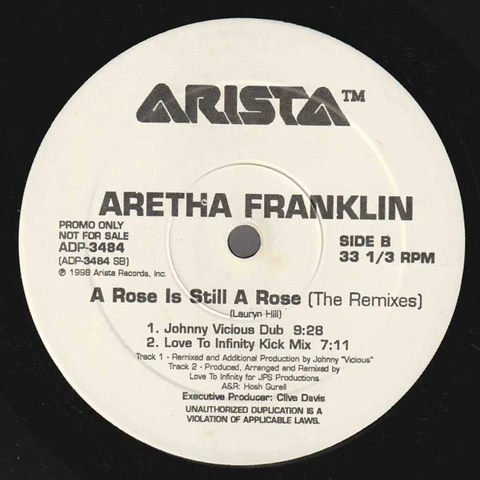 ARISTA™
ARETHA FRANKLIN
PROMO ONLY
NOT FOR SALE
ADP-3484
(ADP-3484 SB)
℗ 1998 Arista Records, Inc.
SIDE B
33 1/3 RPM
A Rose Is Still A Rose (The Remixes)
(Lauryn Hill)
1. Johnny Vicious Dub 9:28
2. Love To Infinity Kick Mix 7:11
Track 1 - Remixed and Additional Production by Johnny "Vicious"
Track 2 - Produced, Arranged and Remixed by
Love To Infinity for JPS Productions
A&R: Hosh Gureli
Executive Producer: Clive Davis
UNAUTHORIZED DUPLICATION IS A
VIOLATION OF APPLICABLE LAWS.